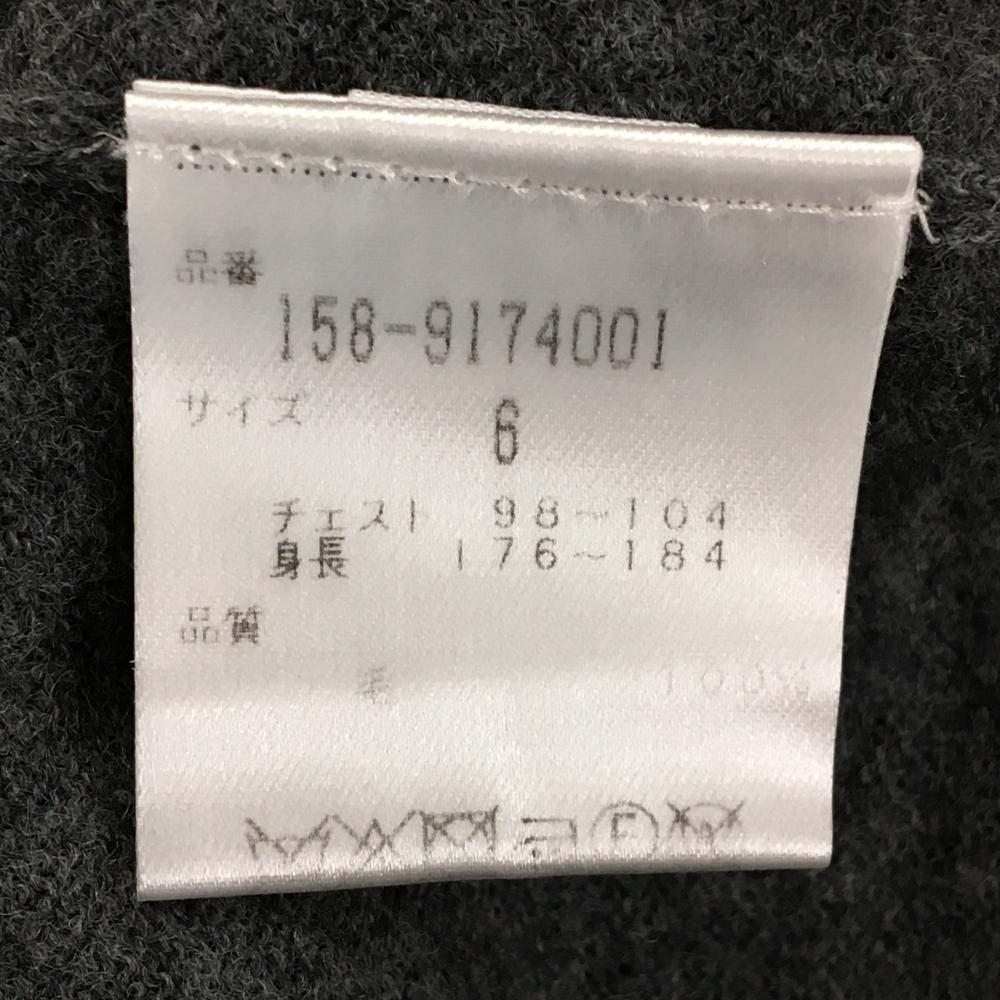 品番
158-9174001
サイズ 6
チェスト 98~104
身長 176~184
品質
毛 100%
F